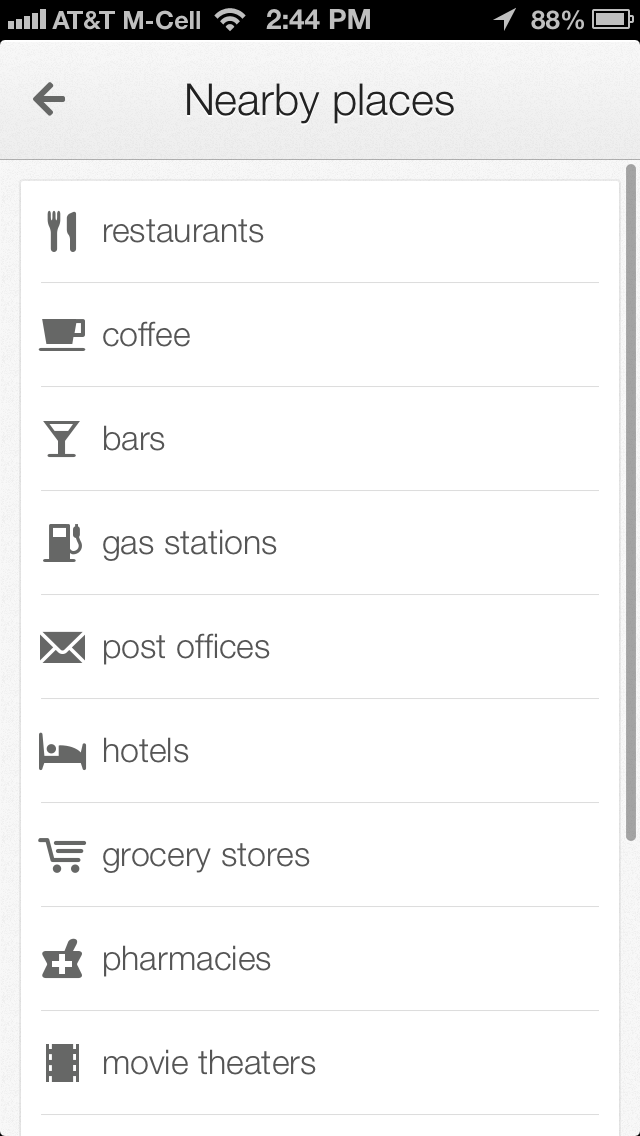 AT&T M-Cell 2:44 PM 88%
Nearby places
restaurants
coffee
bars
gas stations
post offices
hotels
grocery stores
pharmacies
movie theaters